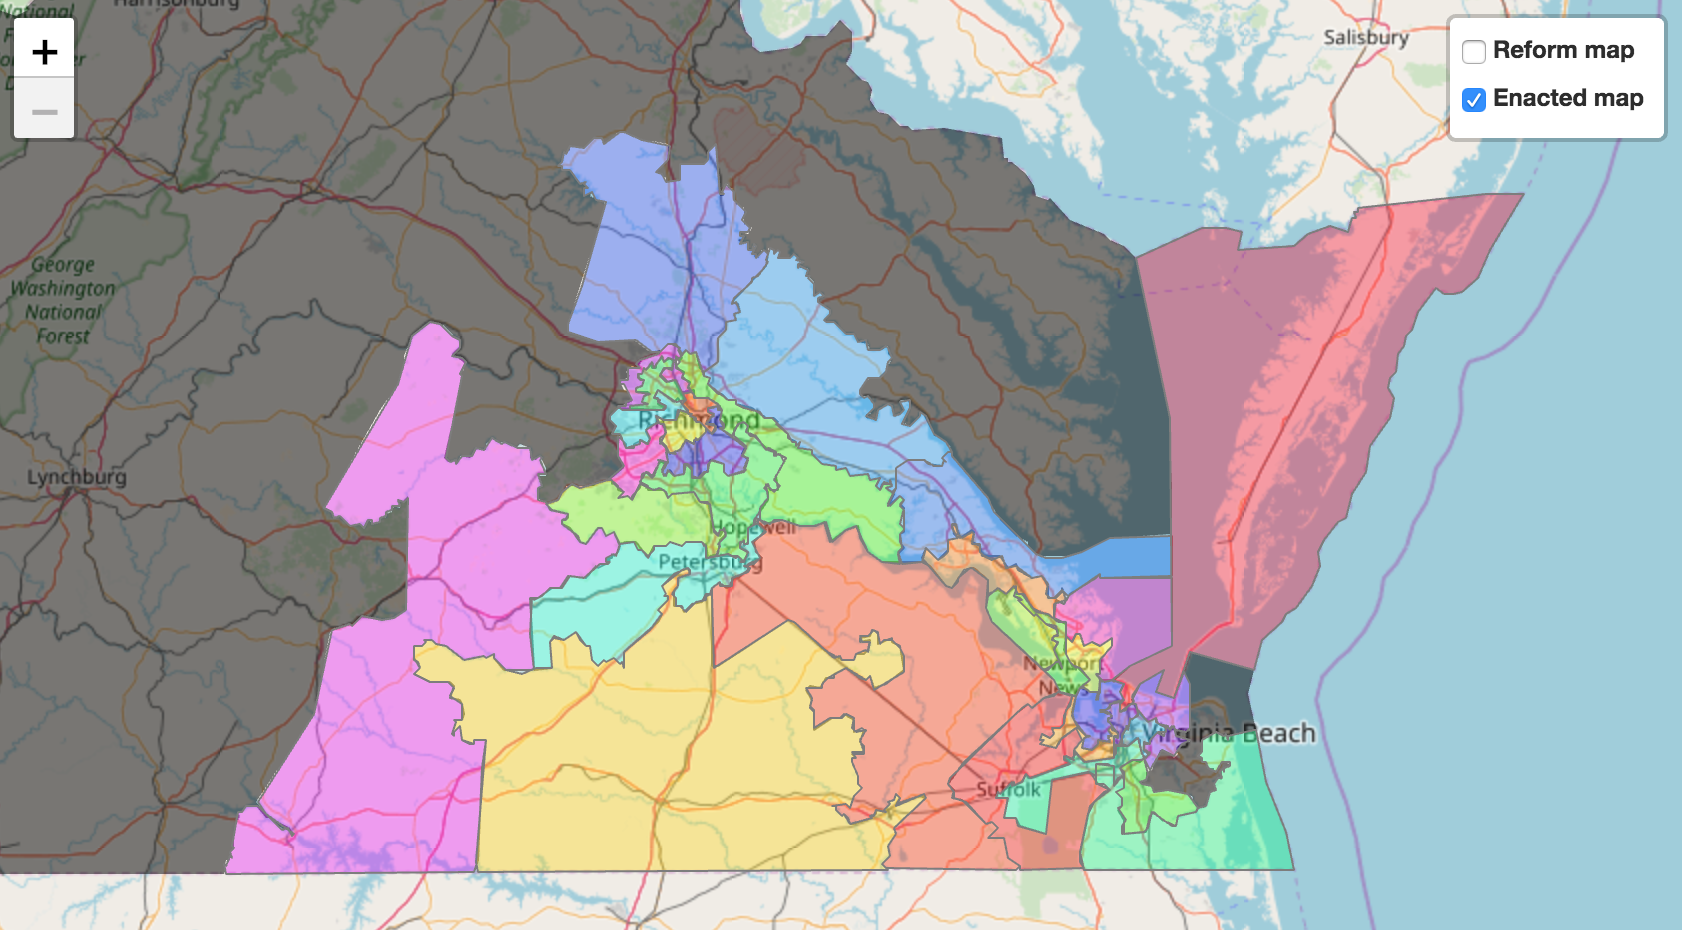 Harrisonburg
National
Salisbury
+
Reform map
−
Enacted map
George
Washington
National
Forest
Richmond
Lynchburg
Hopewell
Petersburg
Newport
News
Virginia Beach
Suffolk